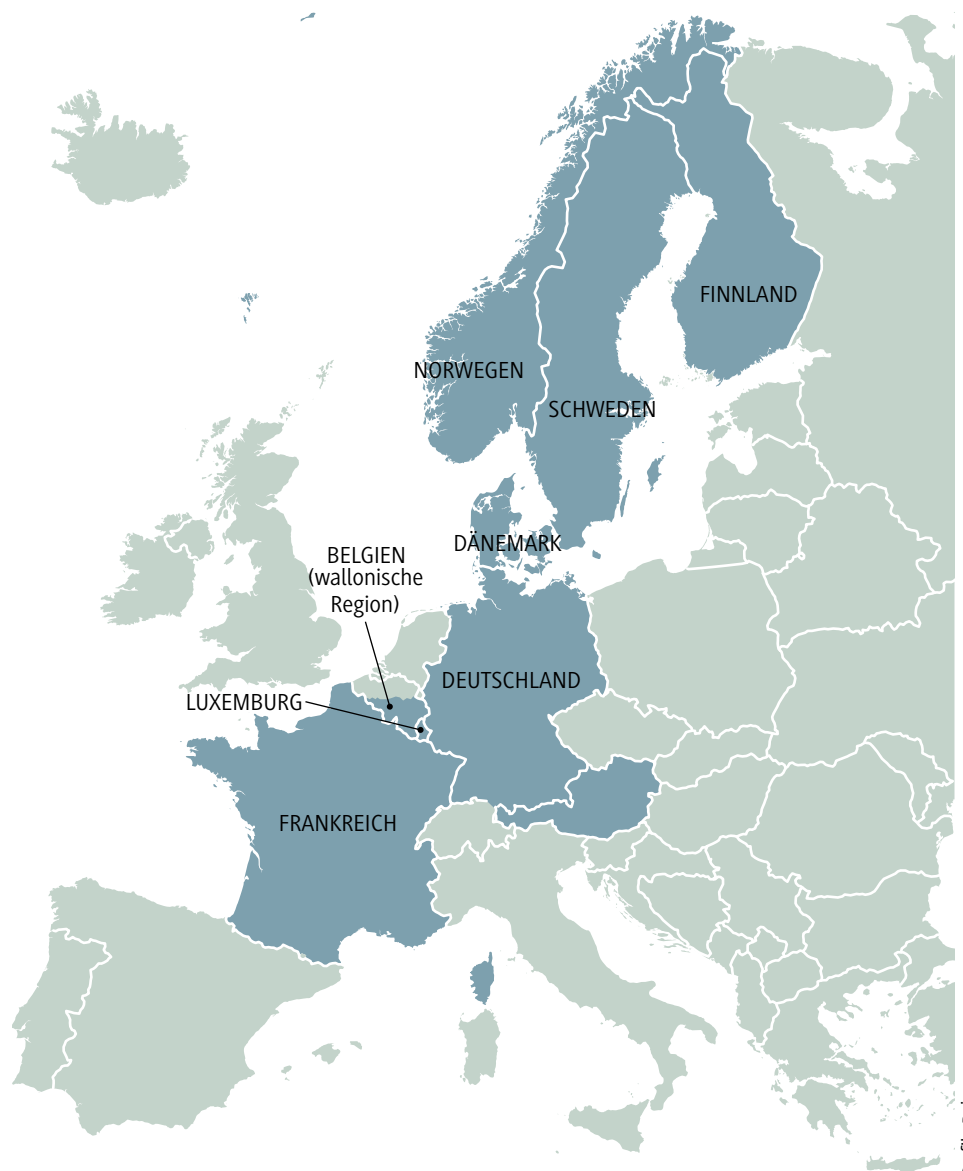 FINNLAND
NORWEGEN
SCHWEDEN
DÄNEMARK
BELGIEN
(wallonische
Region)
DEUTSCHLAND
LUXEMBURG
FRANKREICH